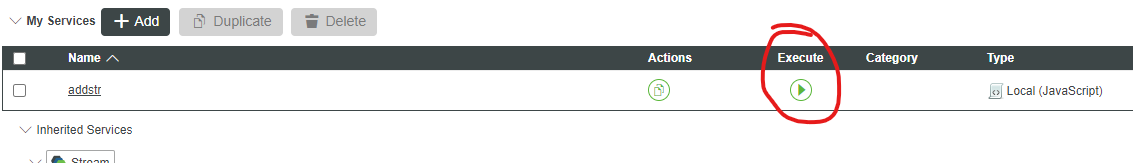 My Services + Add Duplicate Delete
Name Actions Execute Category Type
addstr Local (JavaScript)
Inherited Services
Stream